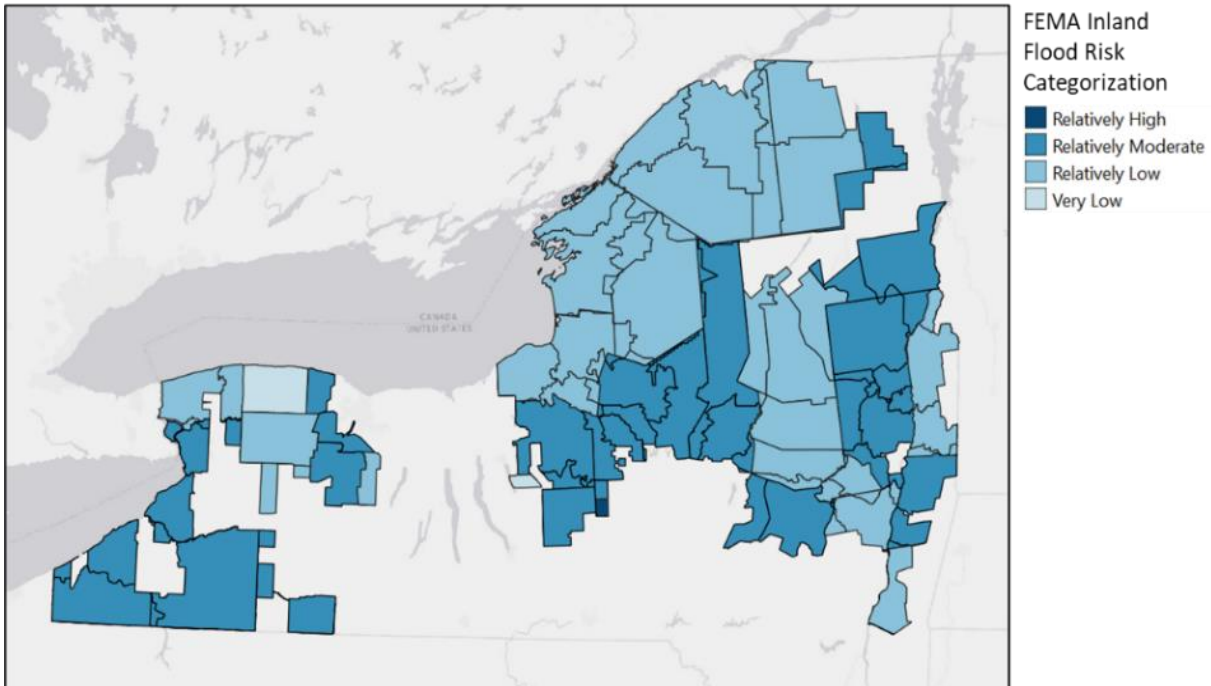 FEMA Inland
Flood Risk
Categorization
Relatively High
Relatively Moderate
Relatively Low
Very Low
CANADA
UNITED STATES